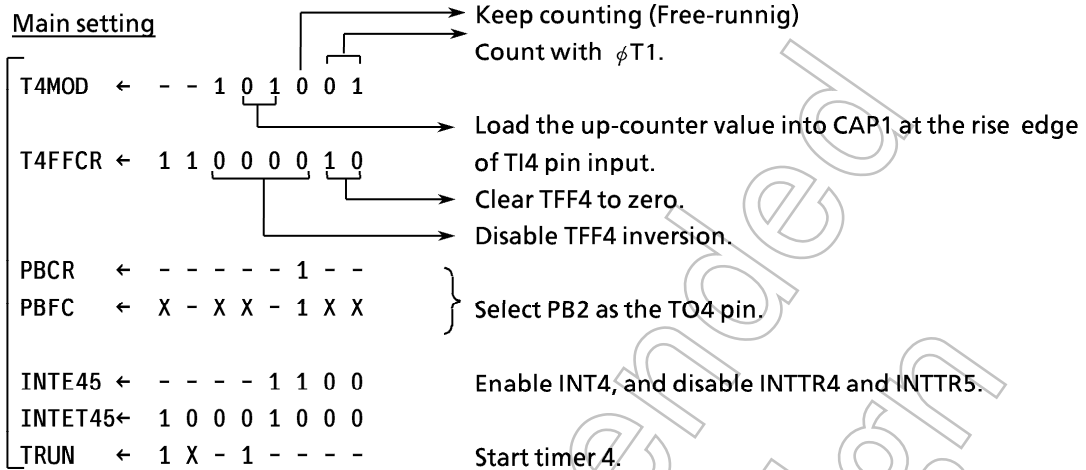 Main setting
Keep counting (Free-runnig)
Count with ϕT1.
T4MOD ← - - 1 0 1 0 0 1
Load the up-counter value into CAP1 at the rise edge
T4FFCR ← 1 1 0 0 0 0 1 0
of TI4 pin input.
Clear TFF4 to zero.
Disable TFF4 inversion.
PBCR ← - - - - - 1 - -
PBFC ← X - X X - 1 X X
Select PB2 as the TO4 pin.
INTE45 ← - - - - 1 1 0 0 Enable INT4, and disable INTTR4 and INTTR5.
INTET45← 1 0 0 0 1 0 0 0
TRUN ← 1 X - 1 - - - - Start timer 4.
ended
ign